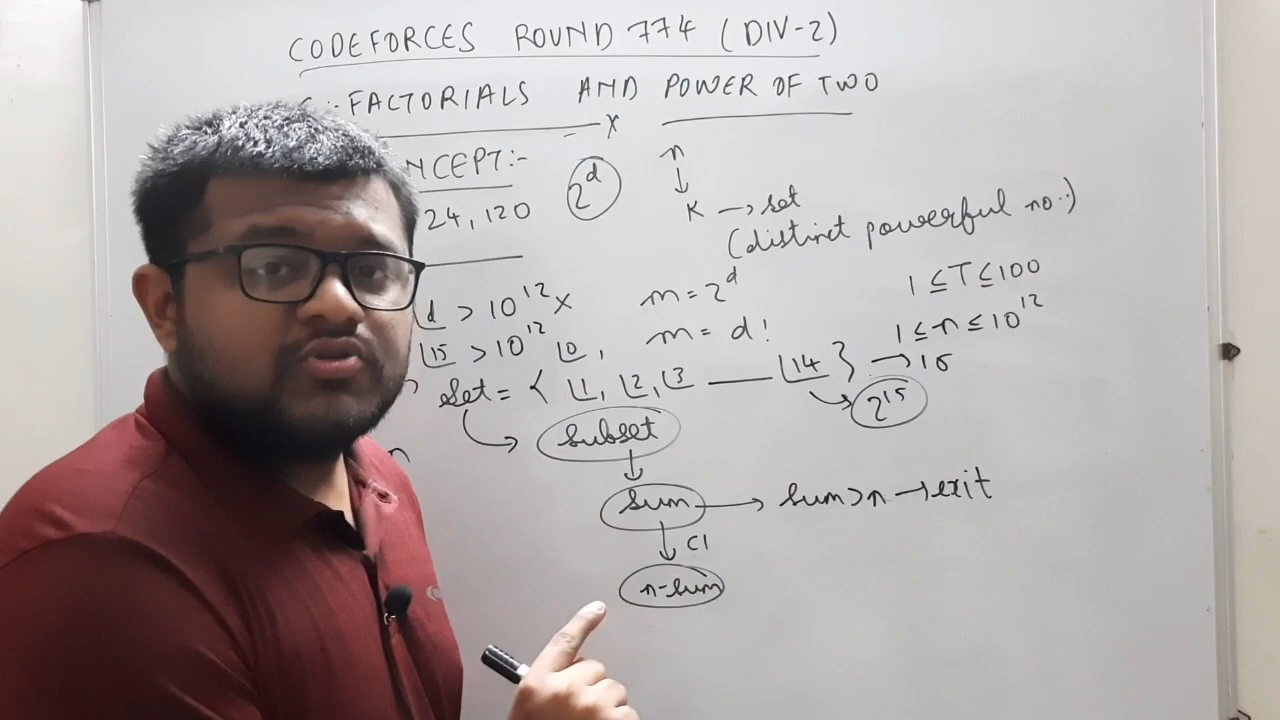 CODEFORCES ROUND 774 (DIV-2)
:- FACTORIALS AND POWER OF TWO
X
NCEPT:-
2^d
n
24, 120
K → set
(distinct powerful no..)
d > 10^12 X
m = 2^d
1 ≤ T ≤ 100
15 > 10^12
m = d!
1 ≤ n ≤ 10^12
set = { ⌊1, ⌊2, ⌊3 — ⌊14 } → 15
⌊0,
2^15
subset
n
sum → sum > n → exit
C1
n-sum